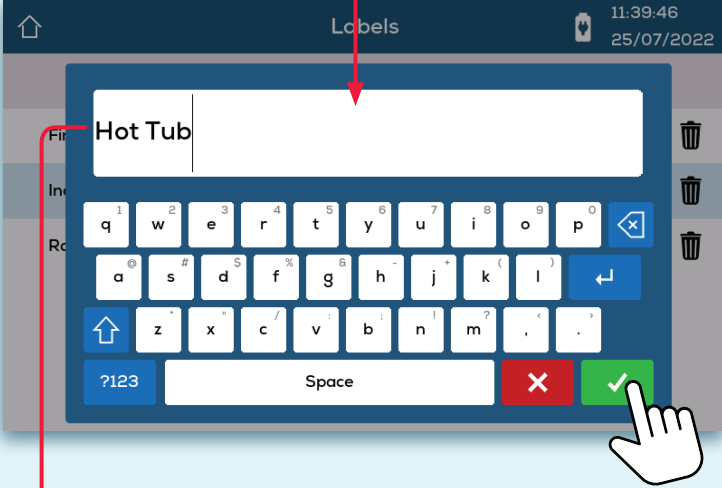 Labels
11:39:46
25/07/2022
Hot Tub
Fi
In
R
1 2 3 4 5 6 7 8 9 0
q w e r t y u i o p
@ # $ % & - + ( )
a s d f g h j k l
* " / : ; ! ? < >
z x c v b n m , .
?123 Space